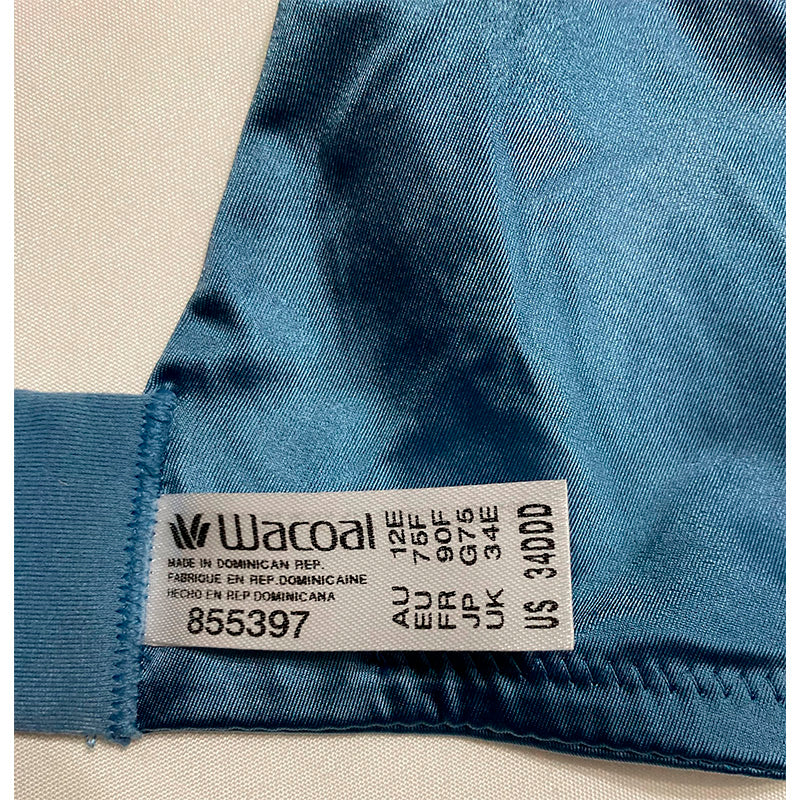 Wacoal
MADE IN DOMINICAN REP.
FABRIQUE EN REP.DOMINICAINE
HECHO EN REP.DOMINICANA
855397
AU 12E
EU 75F
FR 90F
JP G75
UK 34E
US 34DDD